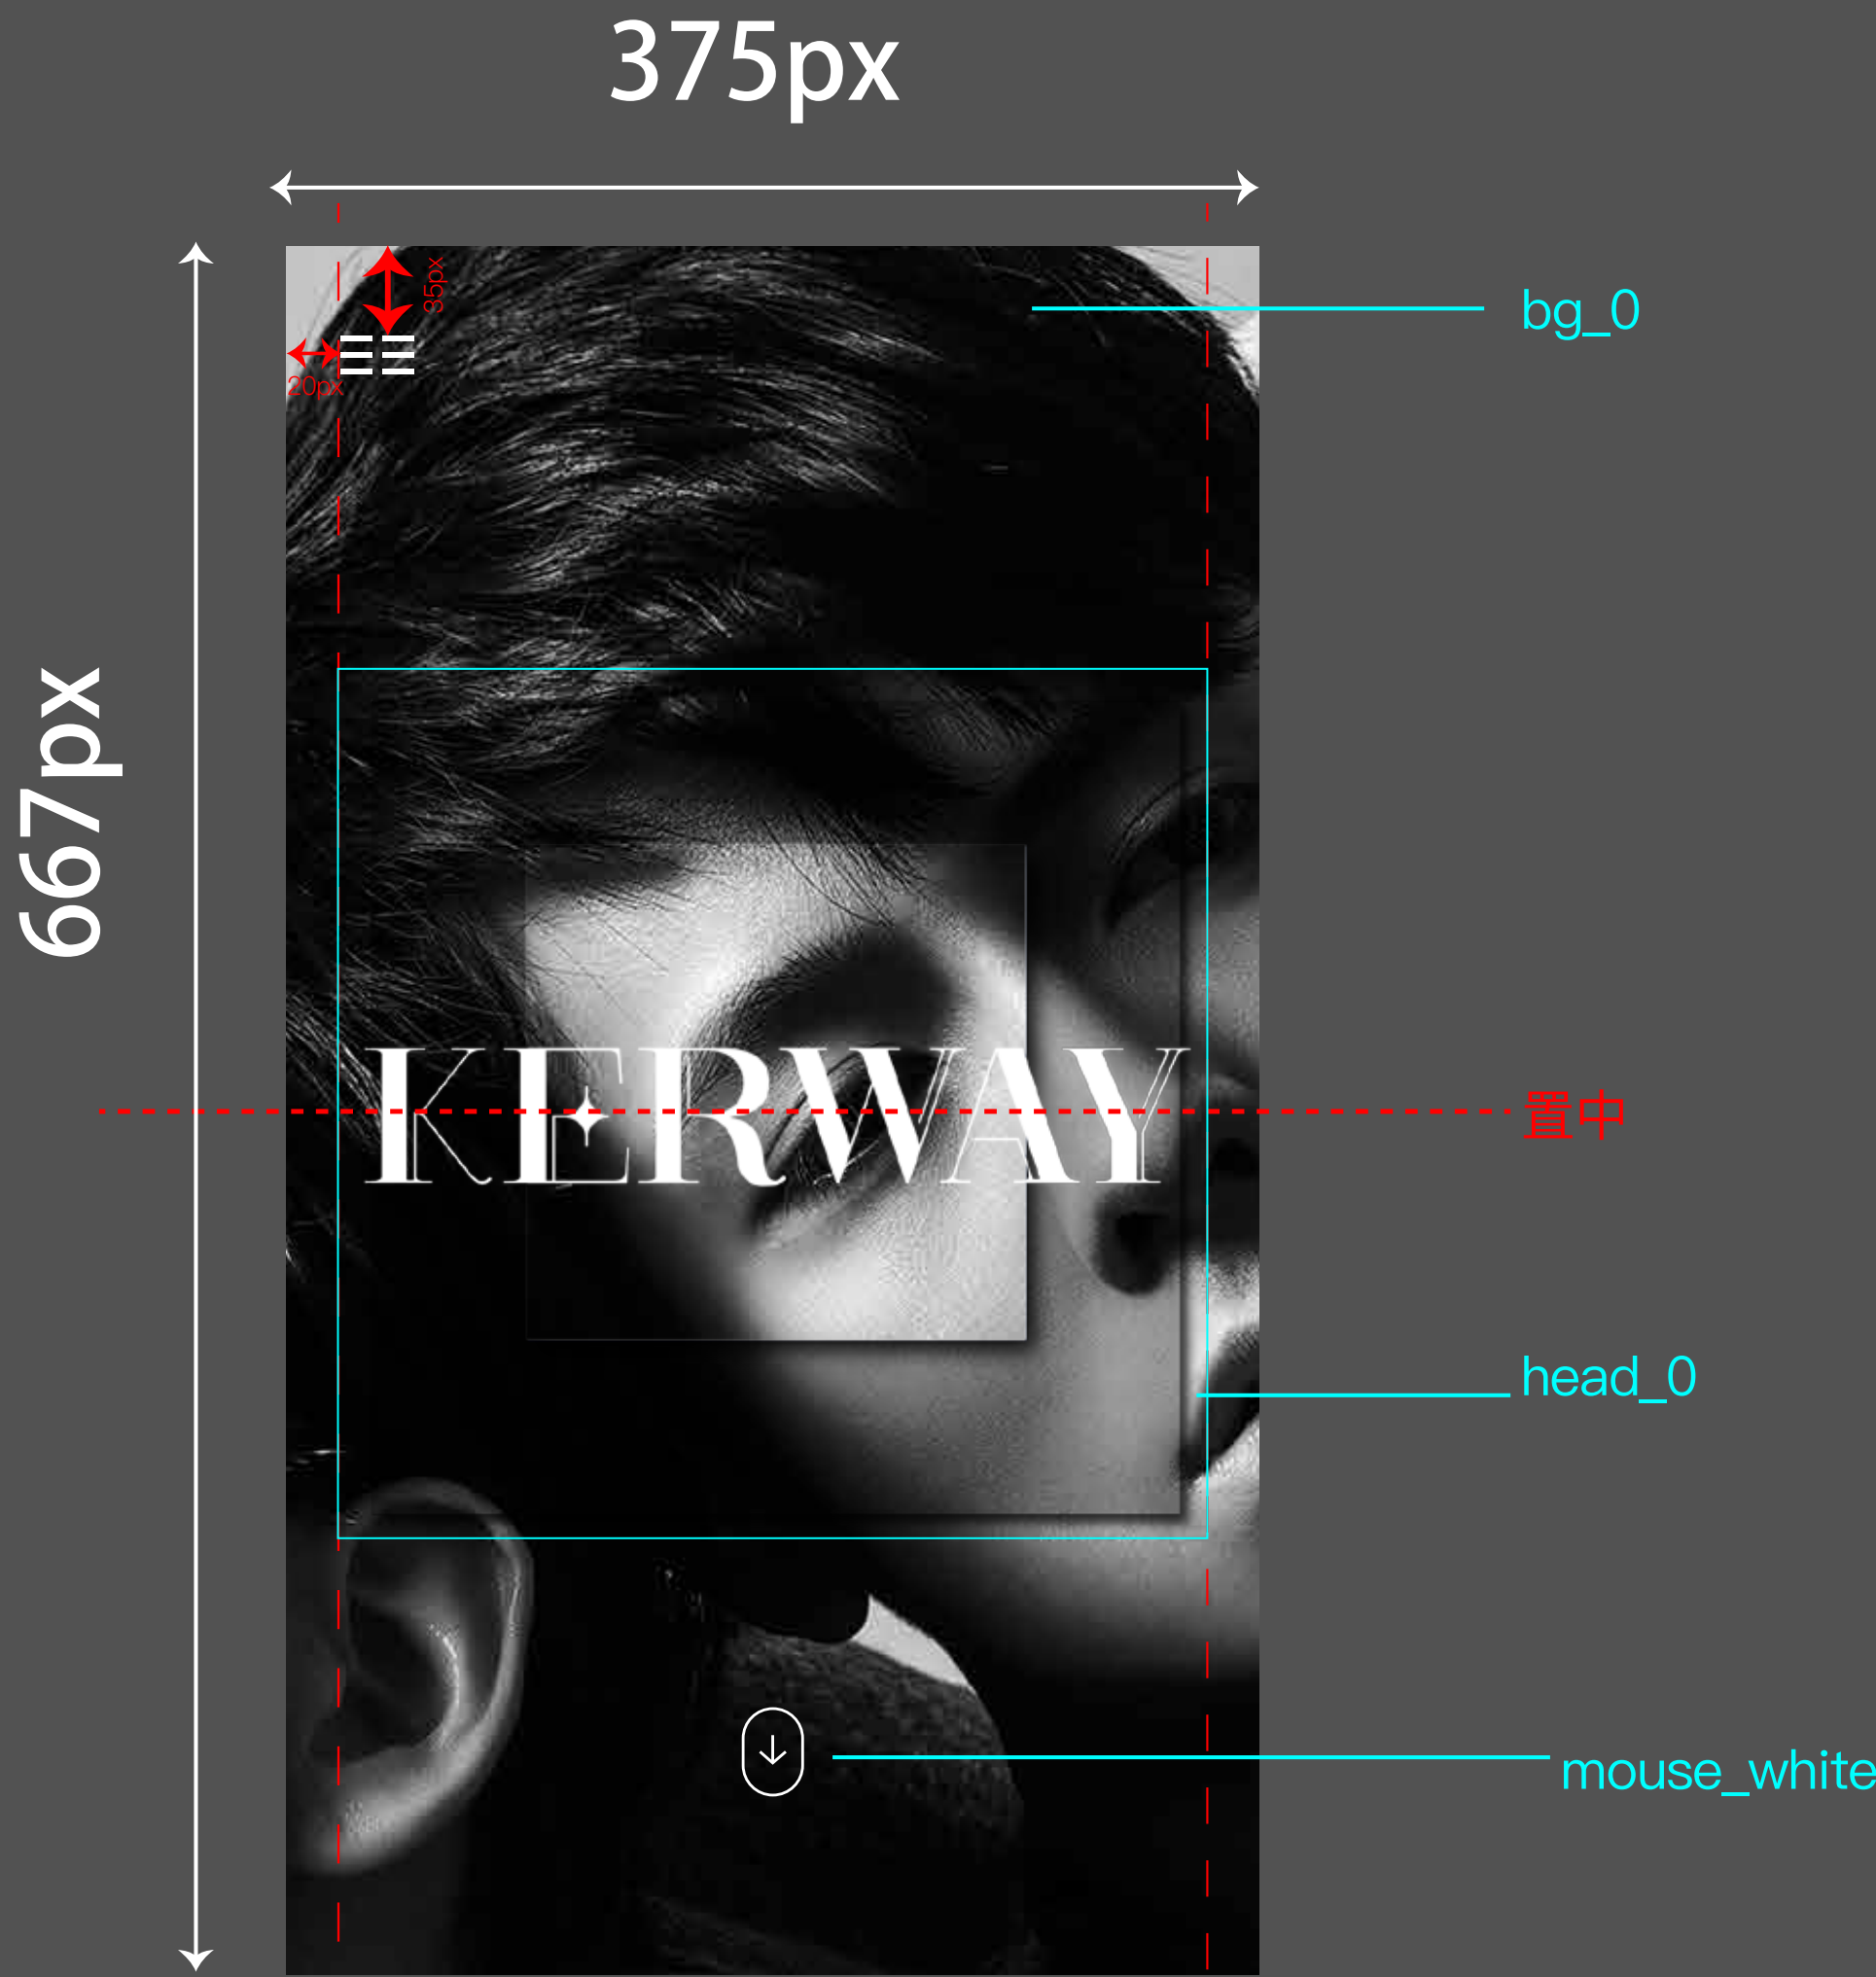 375px
35px
bg_0
20px
667px
KERWAY
置中
head_0
mouse_white